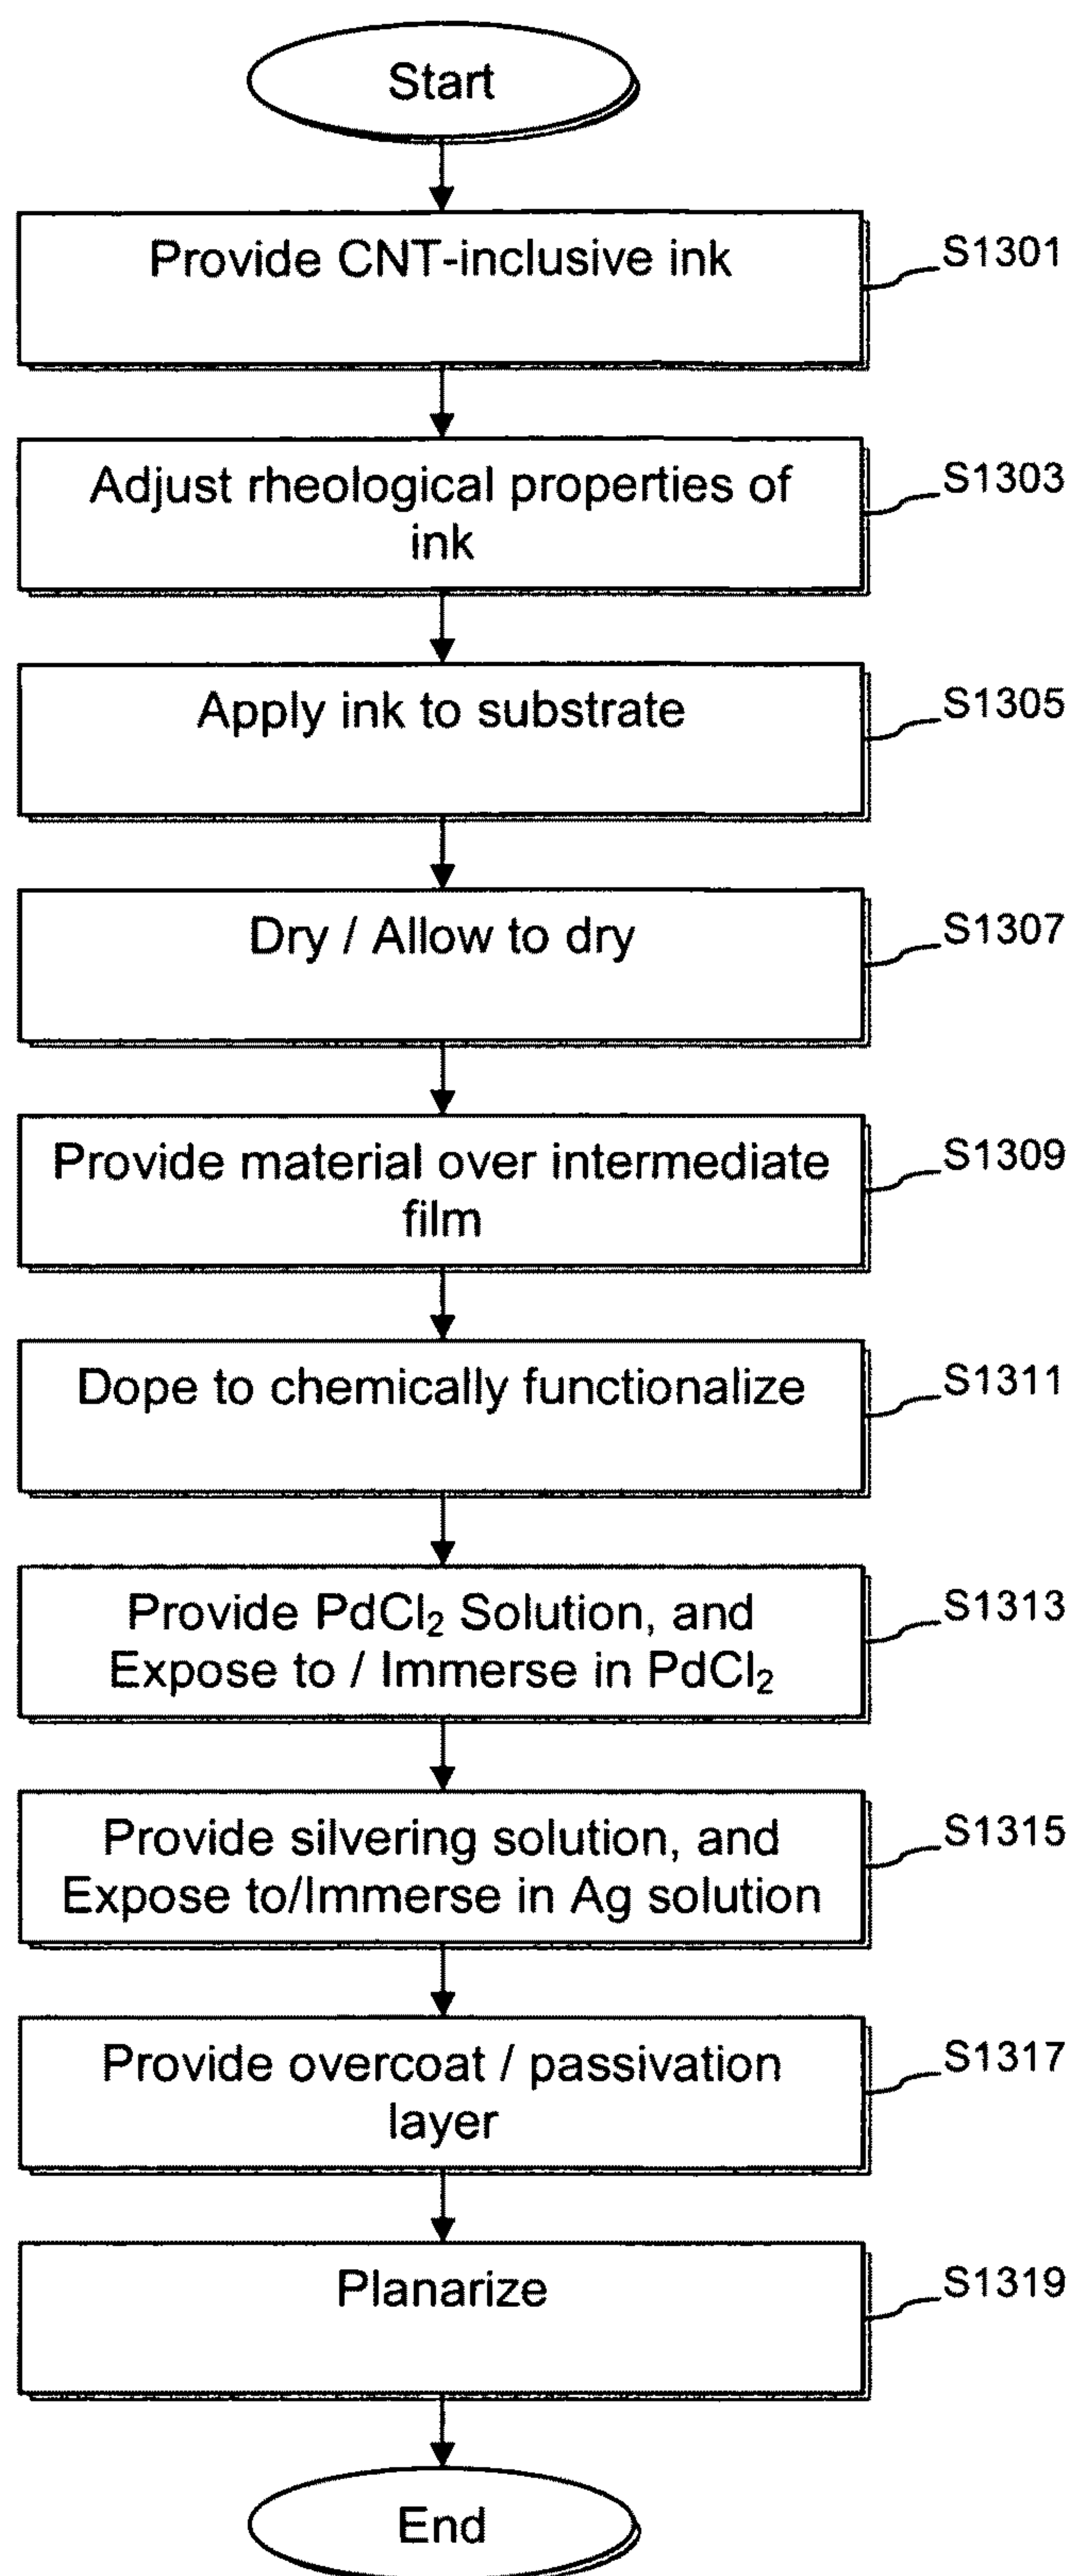 Start
Provide CNT-inclusive ink
S1301
Adjust rheological properties of
ink
S1303
Apply ink to substrate
S1305
Dry / Allow to dry
S1307
Provide material over intermediate
film
S1309
Dope to chemically functionalize
S1311
Provide PdCl₂ Solution, and
Expose to / Immerse in PdCl₂
S1313
Provide silvering solution, and
Expose to/Immerse in Ag solution
S1315
Provide overcoat / passivation
layer
S1317
Planarize
S1319
End